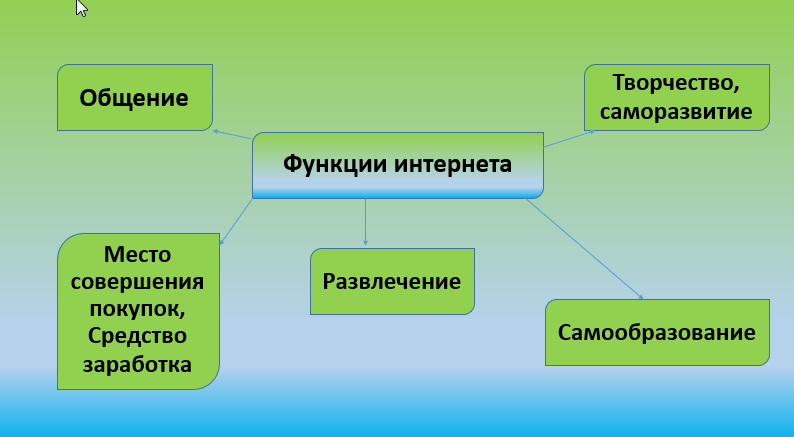 Общение
Творчество,
саморазвитие
Функции интернета
Место
совершения
покупок,
Средство
заработка
Развлечение
Самообразование